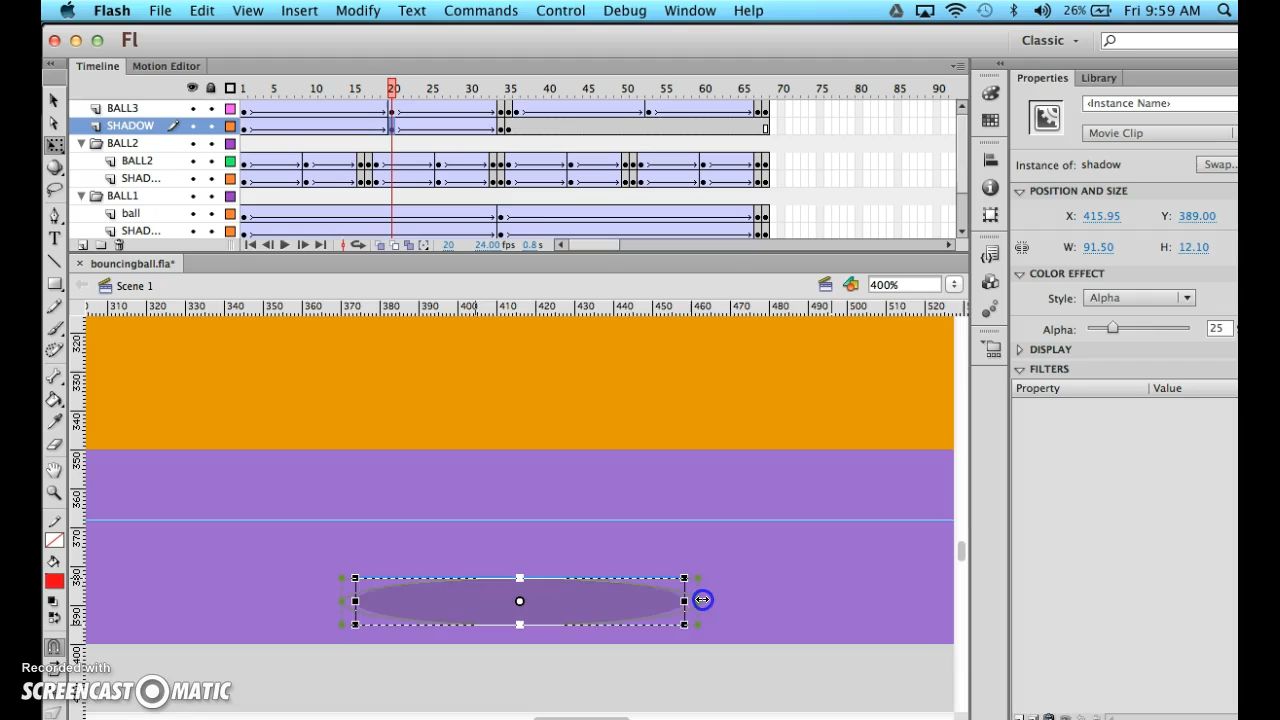 Flash File Edit View Insert Modify Text Commands Control Debug Window Help 26% Fri 9:59 AM
Fl Classic
Timeline Motion Editor Properties Library
1 5 10 15 20 25 30 35 40 45 50 55 60 65 70 75 80 85 90
BALL3 <Instance Name>
SHADOW
BALL2 Movie Clip
BALL2 Instance of: shadow Swap...
SHAD...
BALL1 POSITION AND SIZE
ball X: 415.95 Y: 389.00
SHAD...
20 24.00 fps 0.8 s W: 91.50 H: 12.10
bouncingball.fla* COLOR EFFECT
Scene 1 400% Style: Alpha
310 320 330 340 350 360 370 380 390 400 410 420 430 440 450 460 470 480 490 500 510 520
Alpha: 25
320 DISPLAY
330 FILTERS
340 Property Value
350
360
370
380
390
400
Recorded with
SCREENCAST MATIC